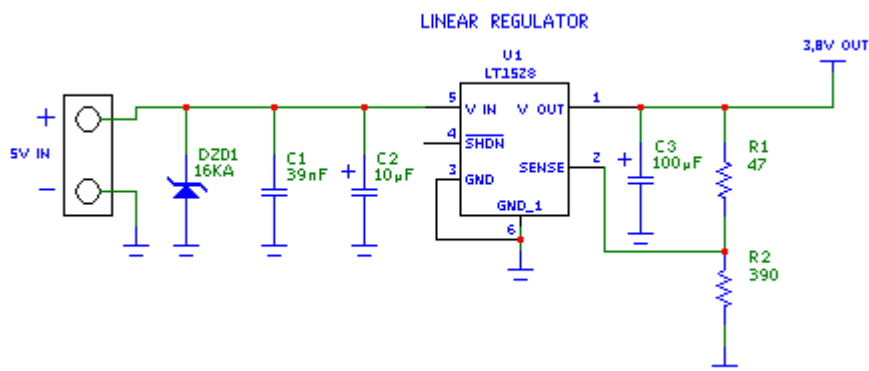 LINEAR REGULATOR
3,8V OUT
U1
LT1528
5
V IN
V OUT
1
+
5V IN
−
DZD1
16KA
C1
39nF
+
C2
10µF
4
SHDN
3
GND
SENSE
2
GND_1
6
+
C3
100µF
R1
47
R2
390